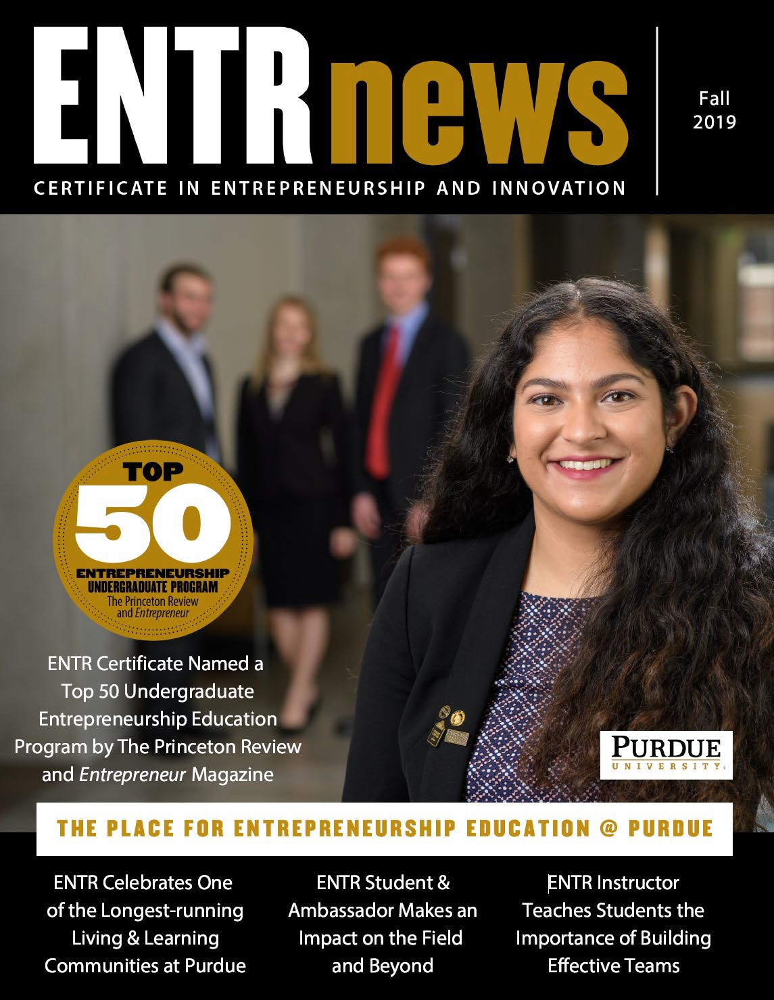 ENTR news
Fall
2019
CERTIFICATE IN ENTREPRENEURSHIP AND INNOVATION
TOP
50
ENTREPRENEURSHIP
UNDERGRADUATE PROGRAM
The Princeton Review
and Entrepreneur
ENTR Certificate Named a
Top 50 Undergraduate
Entrepreneurship Education
Program by The Princeton Review
and Entrepreneur Magazine
PURDUE
UNIVERSITY
THE PLACE FOR ENTREPRENEURSHIP EDUCATION @ PURDUE
ENTR Celebrates One
of the Longest-running
Living & Learning
Communities at Purdue
ENTR Student &
Ambassador Makes an
Impact on the Field
and Beyond
ENTR Instructor
Teaches Students the
Importance of Building
Effective Teams